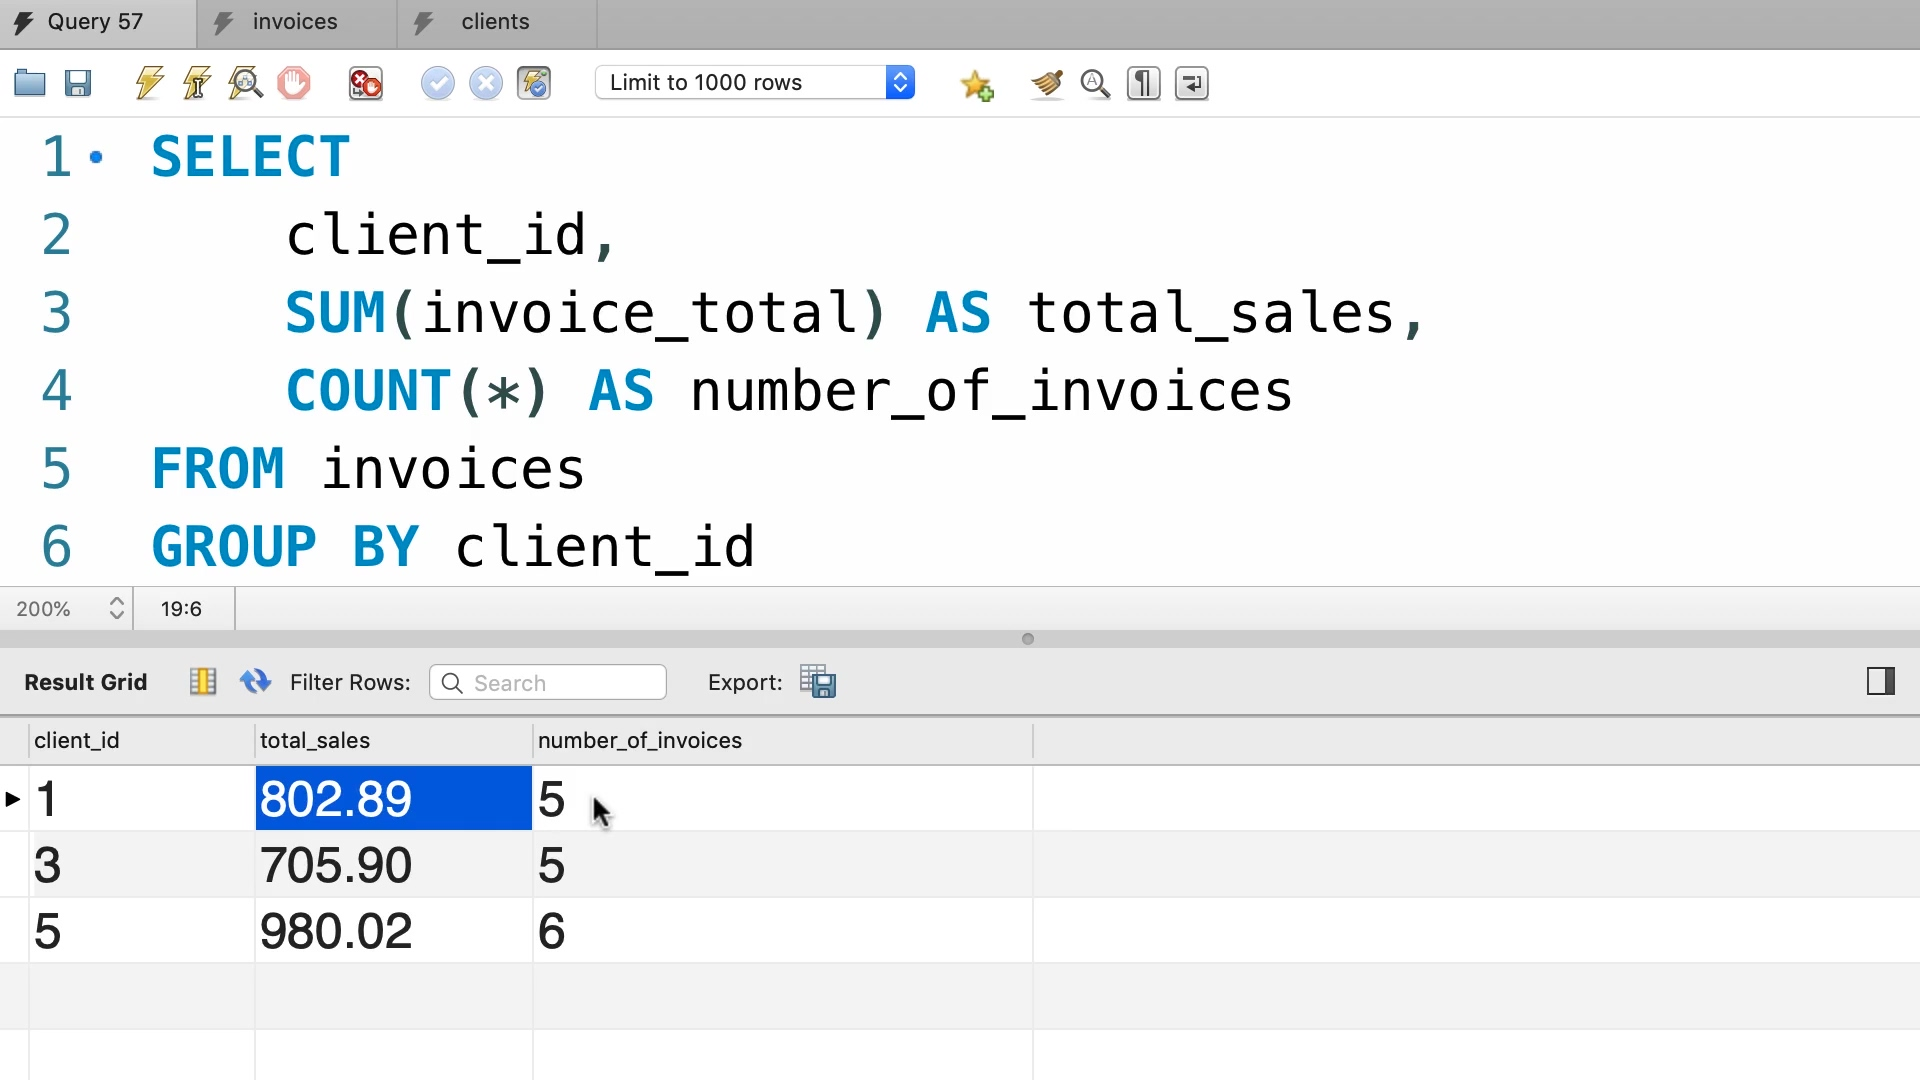 Query 57 invoices clients
Limit to 1000 rows
1 SELECT
2 client_id,
3 SUM(invoice_total) AS total_sales,
4 COUNT(*) AS number_of_invoices
5 FROM invoices
6 GROUP BY client_id
200% 19:6
Result Grid Filter Rows: Search Export:
client_id total_sales number_of_invoices
1 802.89 5
3 705.90 5
5 980.02 6